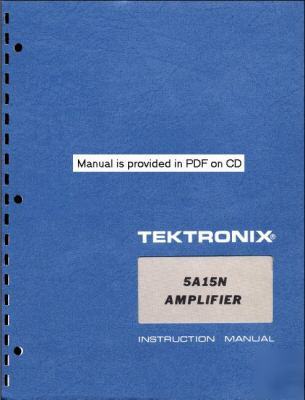 Manual is provided in PDF on CD
TEKTRONIX®
5A15N
AMPLIFIER
INSTRUCTION MANUAL